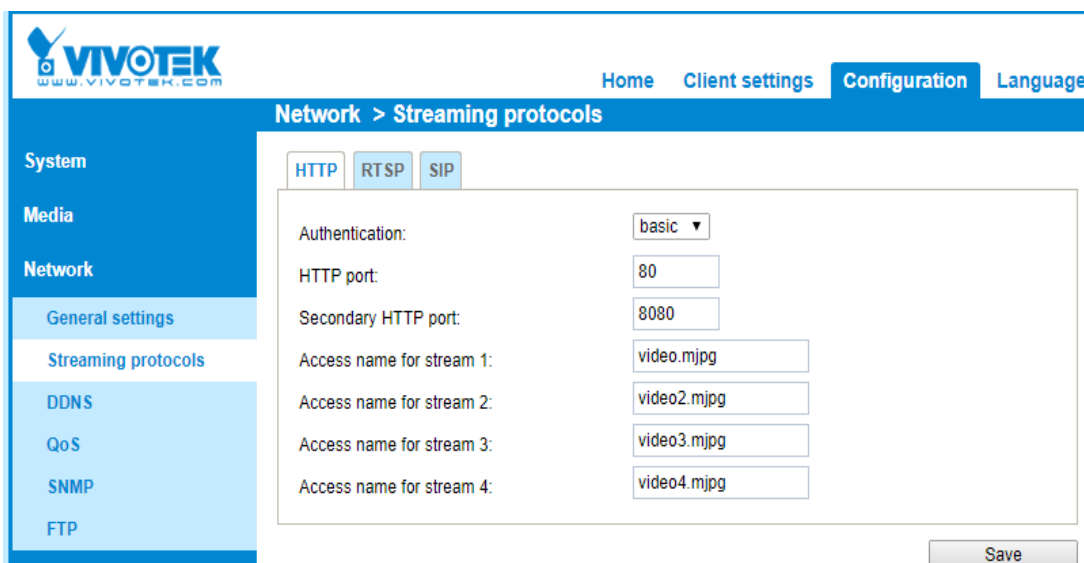 VIVOTEK
www.vivotek.com
Home Client settings Configuration Language
Network > Streaming protocols
System
Media
Network
General settings
Streaming protocols
DDNS
QoS
SNMP
FTP
HTTP RTSP SIP
Authentication: basic ▼
HTTP port: 80
Secondary HTTP port: 8080
Access name for stream 1: video.mjpg
Access name for stream 2: video2.mjpg
Access name for stream 3: video3.mjpg
Access name for stream 4: video4.mjpg
Save